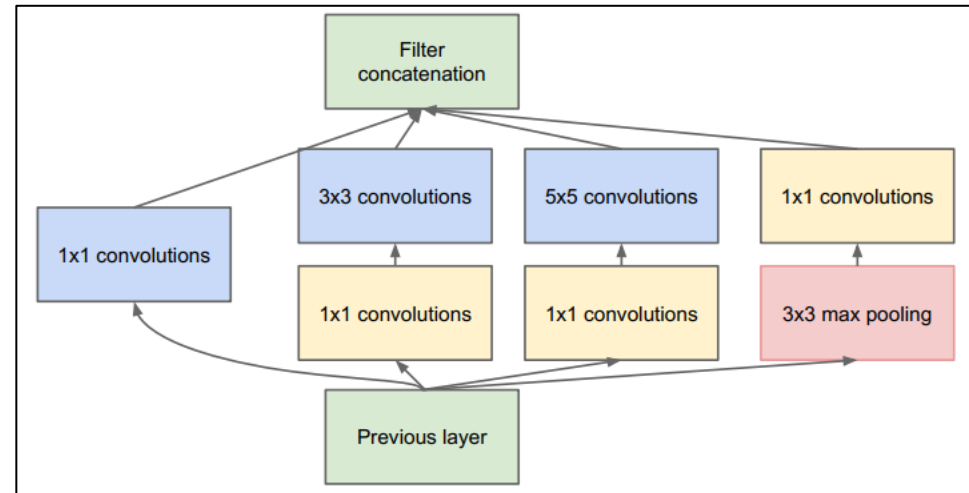 Filter
concatenation
3x3 convolutions
5x5 convolutions
1x1 convolutions
1x1 convolutions
1x1 convolutions
1x1 convolutions
3x3 max pooling
Previous layer